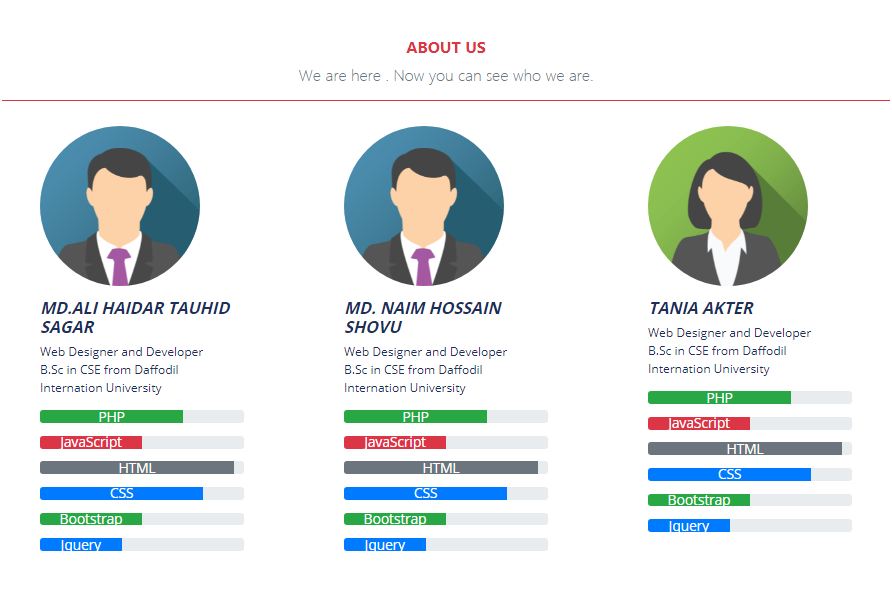 ABOUT US
We are here . Now you can see who we are.
MD.ALI HAIDAR TAUHID
SAGAR
Web Designer and Developer
B.Sc in CSE from Daffodil
Internation University
PHP
JavaScript
HTML
CSS
Bootstrap
Jquery
MD. NAIM HOSSAIN
SHOVU
Web Designer and Developer
B.Sc in CSE from Daffodil
Internation University
PHP
JavaScript
HTML
CSS
Bootstrap
Jquery
TANIA AKTER
Web Designer and Developer
B.Sc in CSE from Daffodil
Internation University
PHP
JavaScript
HTML
CSS
Bootstrap
Jquery